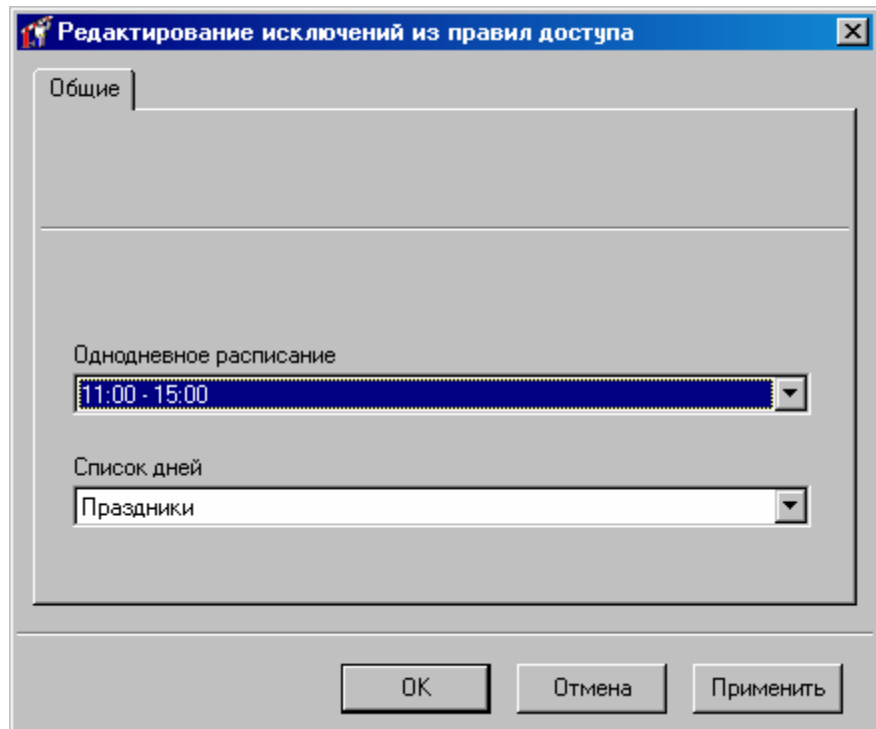 Редактирование исключений из правил доступа
Общие
Однодневное расписание
11:00 - 15:00
Список дней
Праздники
OK Отмена Применить